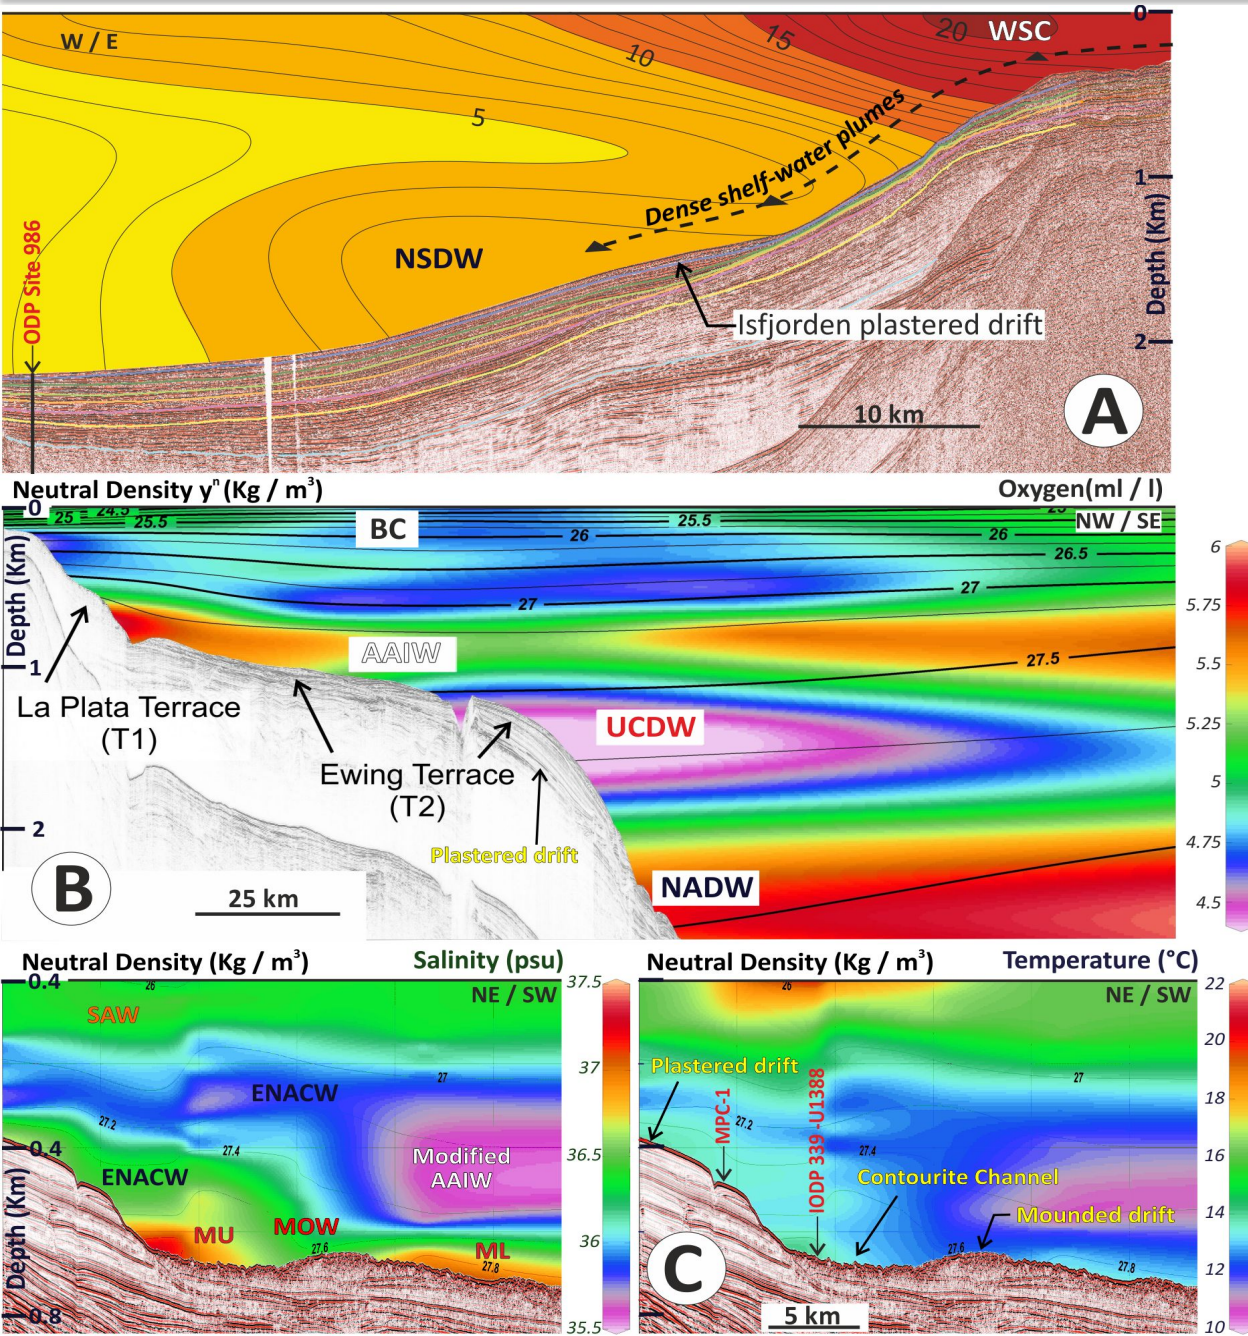 0
W / E
10
15
20
WSC
5
Dense shelf-water plumes
1
ODP Site 986
NSDW
Depth (Km)
Isfjorden plastered drift
2
10 km
A
Neutral Density yⁿ (Kg / m³)
Oxygen(ml / l)
0
25
24.5
25.5
BC
25.5
25
NW / SE
26
26
26.5
6
27
27
5.75
Depth (Km)
AAIW
27.5
5.5
1
La Plata Terrace
(T1)
UCDW
5.25
Ewing Terrace
(T2)
5
2
Plastered drift
4.75
B
25 km
NADW
4.5
Neutral Density (Kg / m³)
Salinity (psu)
0.4
26
NE / SW
37.5
SAW
37
27
ENACW
27.2
0.4
27.4
36.5
ENACW
Modified
AAIW
MU
MOW
36
27.6
ML
27.8
Depth (Km)
0.8
35.5
Neutral Density (Kg / m³)
Temperature (°C)
26
NE / SW
22
20
Plastered drift
27
18
MPC-1
27.2
IODP 339 -U1388
27.4
16
Contourite Channel
14
Mounded drift
27.6
27.8
12
C
5 km
10